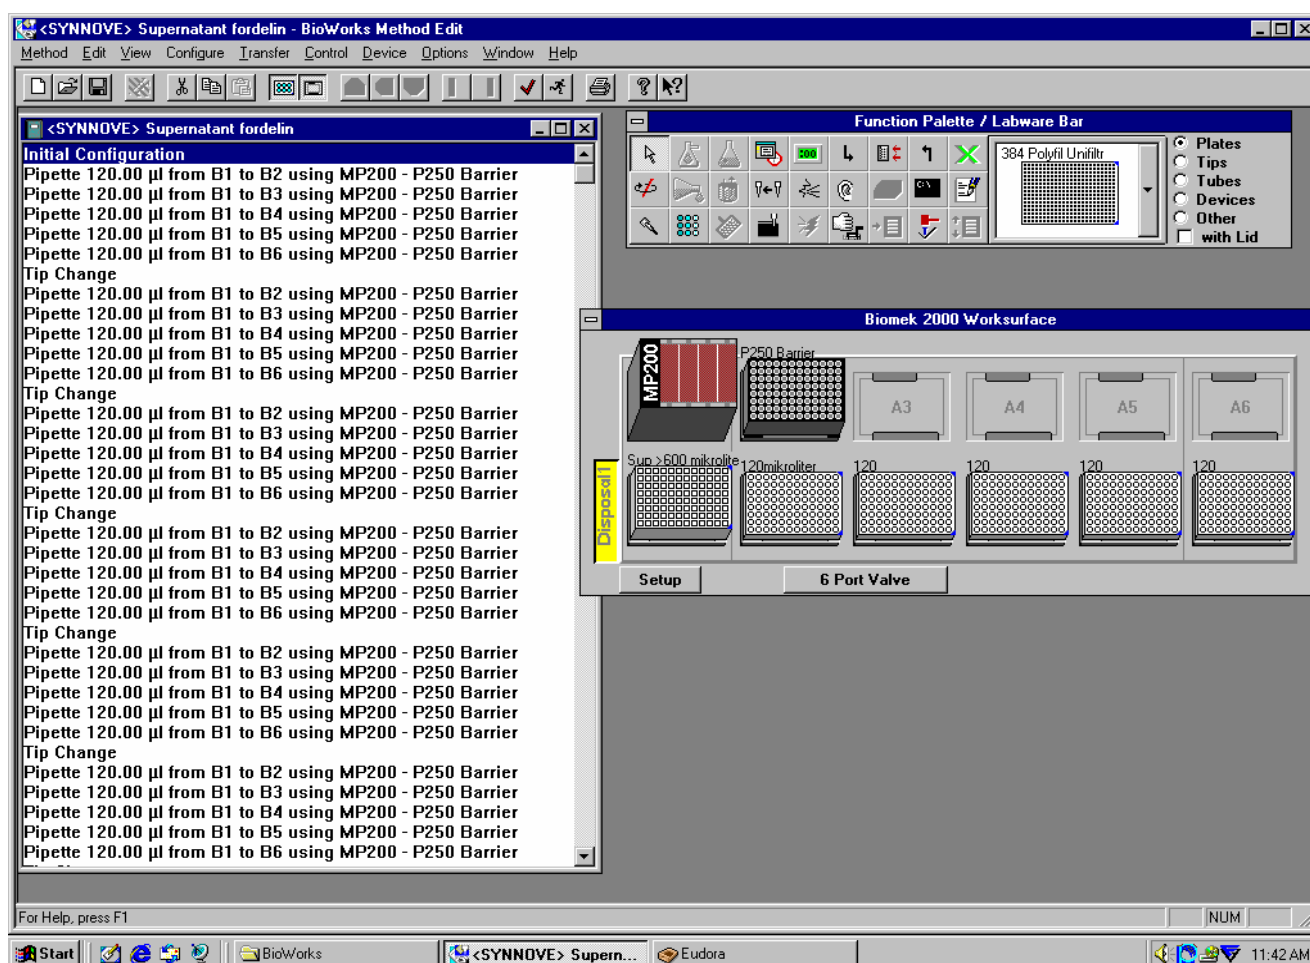 <SYNNOVE> Supernatant fordelin - BioWorks Method Edit
Method Edit View Configure Transfer Control Device Options Window Help
<SYNNOVE> Supernatant fordelin
Initial Configuration
Pipette 120.00 µl from B1 to B2 using MP200 - P250 Barrier
Pipette 120.00 µl from B1 to B3 using MP200 - P250 Barrier
Pipette 120.00 µl from B1 to B4 using MP200 - P250 Barrier
Pipette 120.00 µl from B1 to B5 using MP200 - P250 Barrier
Pipette 120.00 µl from B1 to B6 using MP200 - P250 Barrier
Tip Change
Pipette 120.00 µl from B1 to B2 using MP200 - P250 Barrier
Pipette 120.00 µl from B1 to B3 using MP200 - P250 Barrier
Pipette 120.00 µl from B1 to B4 using MP200 - P250 Barrier
Pipette 120.00 µl from B1 to B5 using MP200 - P250 Barrier
Pipette 120.00 µl from B1 to B6 using MP200 - P250 Barrier
Tip Change
Pipette 120.00 µl from B1 to B2 using MP200 - P250 Barrier
Pipette 120.00 µl from B1 to B3 using MP200 - P250 Barrier
Pipette 120.00 µl from B1 to B4 using MP200 - P250 Barrier
Pipette 120.00 µl from B1 to B5 using MP200 - P250 Barrier
Pipette 120.00 µl from B1 to B6 using MP200 - P250 Barrier
Tip Change
Pipette 120.00 µl from B1 to B2 using MP200 - P250 Barrier
Pipette 120.00 µl from B1 to B3 using MP200 - P250 Barrier
Pipette 120.00 µl from B1 to B4 using MP200 - P250 Barrier
Pipette 120.00 µl from B1 to B5 using MP200 - P250 Barrier
Pipette 120.00 µl from B1 to B6 using MP200 - P250 Barrier
Tip Change
Pipette 120.00 µl from B1 to B2 using MP200 - P250 Barrier
Pipette 120.00 µl from B1 to B3 using MP200 - P250 Barrier
Pipette 120.00 µl from B1 to B4 using MP200 - P250 Barrier
Pipette 120.00 µl from B1 to B5 using MP200 - P250 Barrier
Pipette 120.00 µl from B1 to B6 using MP200 - P250 Barrier
Tip Change
Pipette 120.00 µl from B1 to B2 using MP200 - P250 Barrier
Pipette 120.00 µl from B1 to B3 using MP200 - P250 Barrier
Pipette 120.00 µl from B1 to B4 using MP200 - P250 Barrier
Pipette 120.00 µl from B1 to B5 using MP200 - P250 Barrier
Pipette 120.00 µl from B1 to B6 using MP200 - P250 Barrier
Function Palette / Labware Bar
:00
C:\
384 Polyfil Unifiltr
Plates
Tips
Tubes
Devices
Other
with Lid
Biomek 2000 Worksurface
MP200
P250 Barrier
A3 A4 A5 A6
Disposal1
Sup >600 mikrolite 120mikroliter 120 120 120 120
Setup 6 Port Valve
For Help, press F1 NUM
Start BioWorks <SYNNOVE> Supern... Eudora 11:42 AM